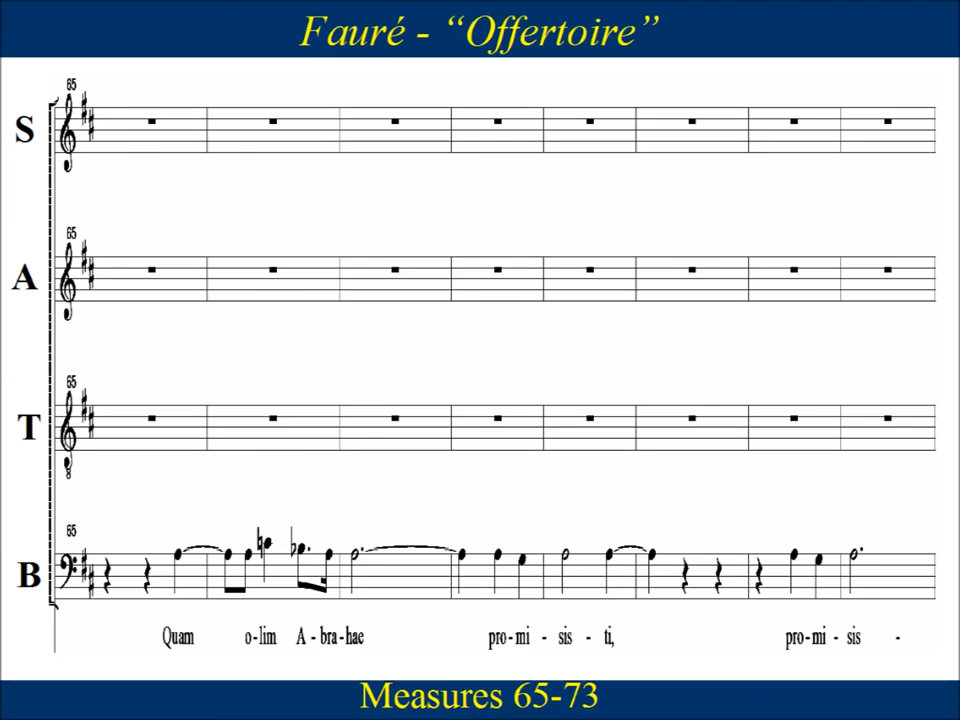 Fauré - “Offertoire”
65
S
65
A
65
T
8
65
B
Quam o-lim A-bra-hae pro-mi-sis-ti, pro-mi-sis-
Measures 65-73